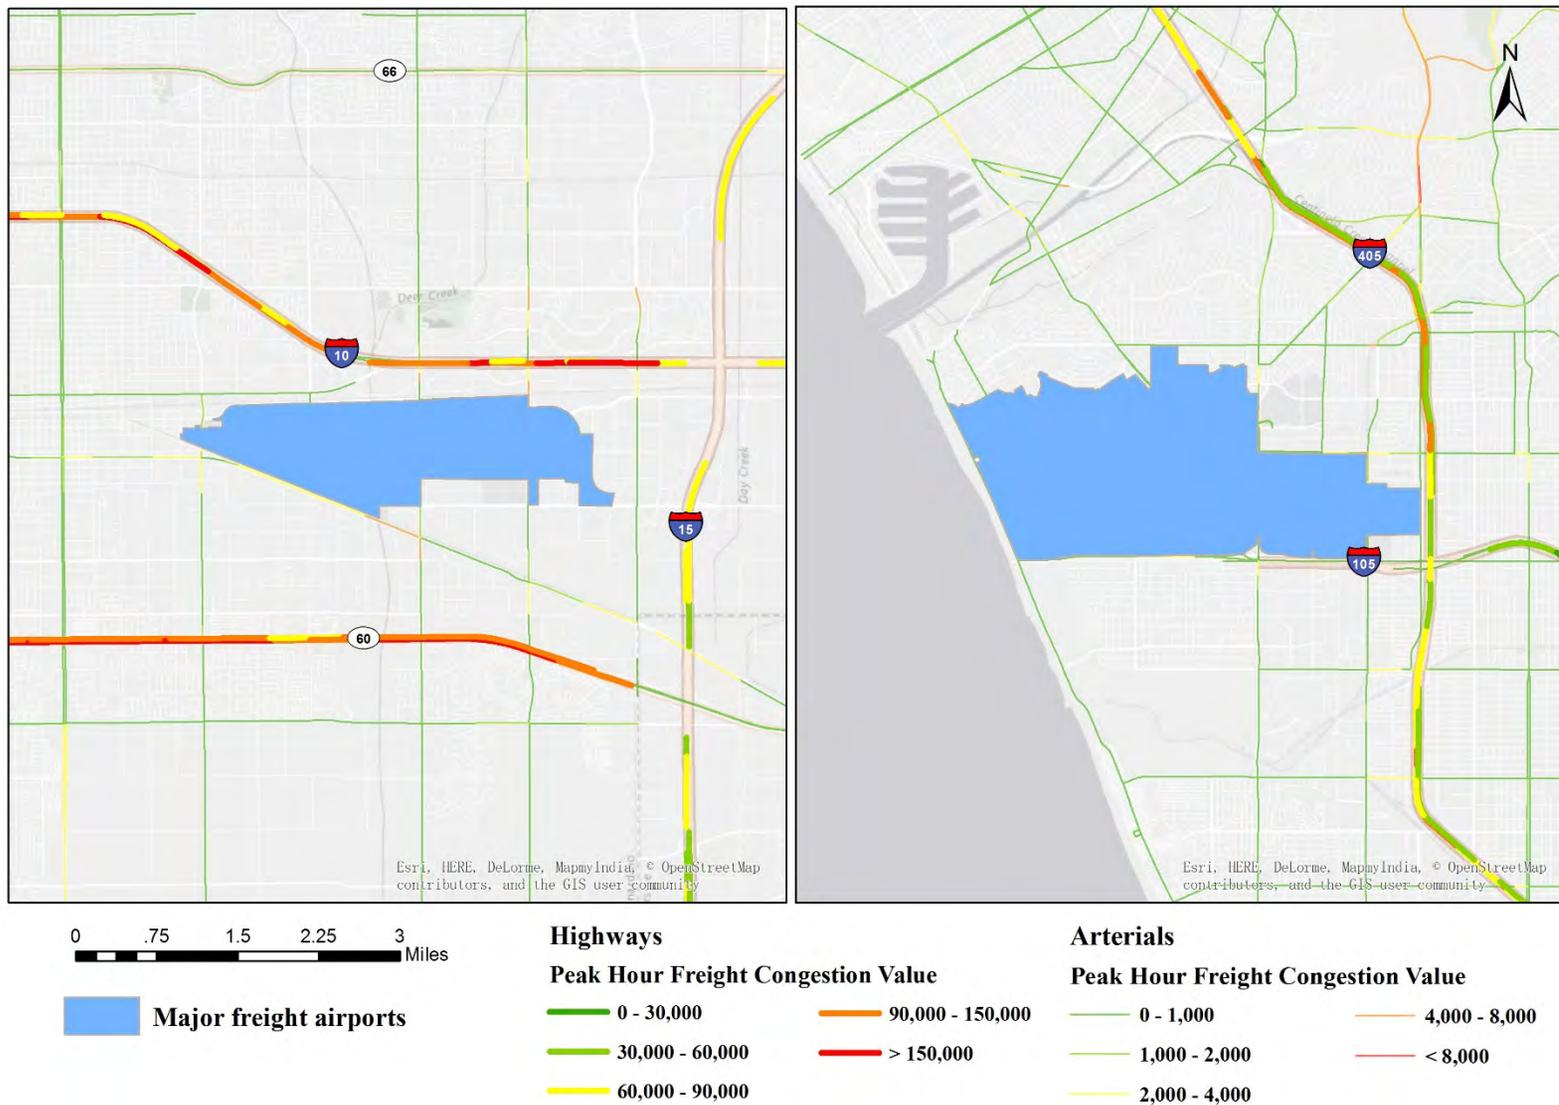 66
Deer Creek
10
Day Creek
15
60
Esri, HERE, DeLorme, MapmyIndia, © OpenStreetMap
contributors, and the GIS user community
N
Centinela Creek
405
105
Esri, HERE, DeLorme, MapmyIndia, © OpenStreetMap
contributors, and the GIS user community
0 .75 1.5 2.25 3
Miles
Major freight airports
Highways
Peak Hour Freight Congestion Value
0 - 30,000
30,000 - 60,000
60,000 - 90,000
90,000 - 150,000
> 150,000
Arterials
Peak Hour Freight Congestion Value
0 - 1,000
1,000 - 2,000
2,000 - 4,000
4,000 - 8,000
< 8,000